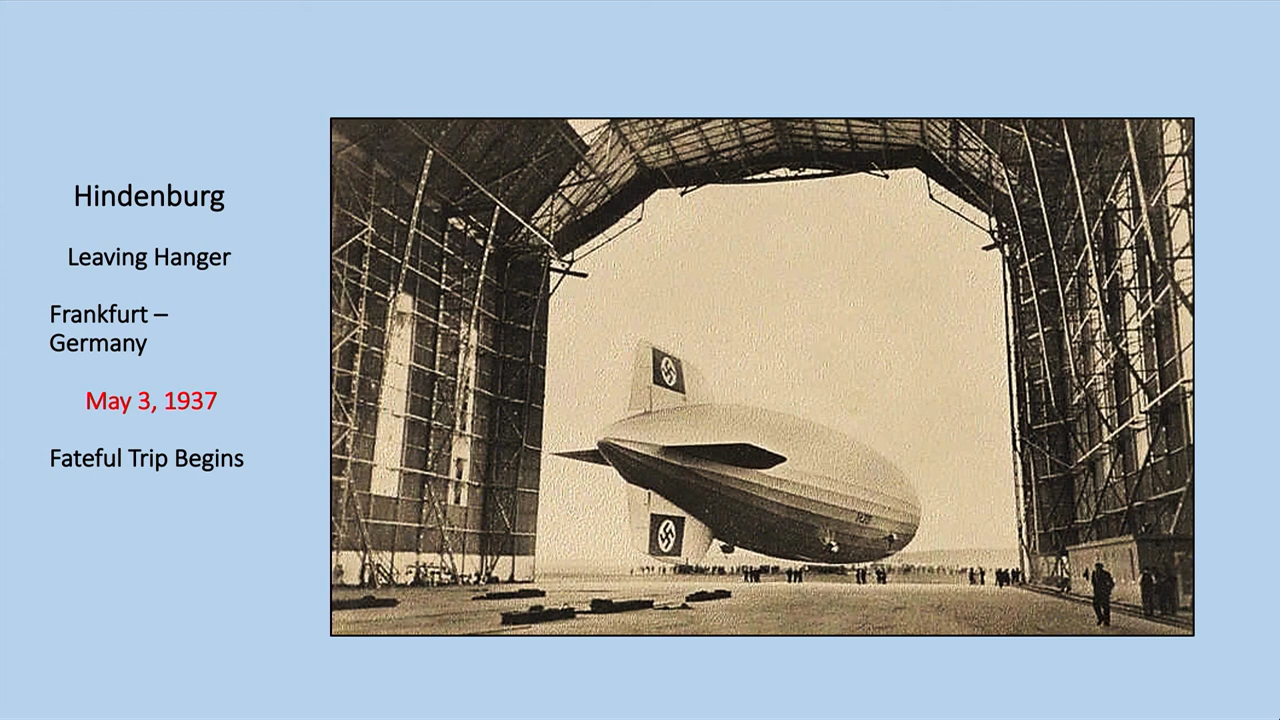 Hindenburg
Leaving Hanger
Frankfurt –
Germany
May 3, 1937
Fateful Trip Begins